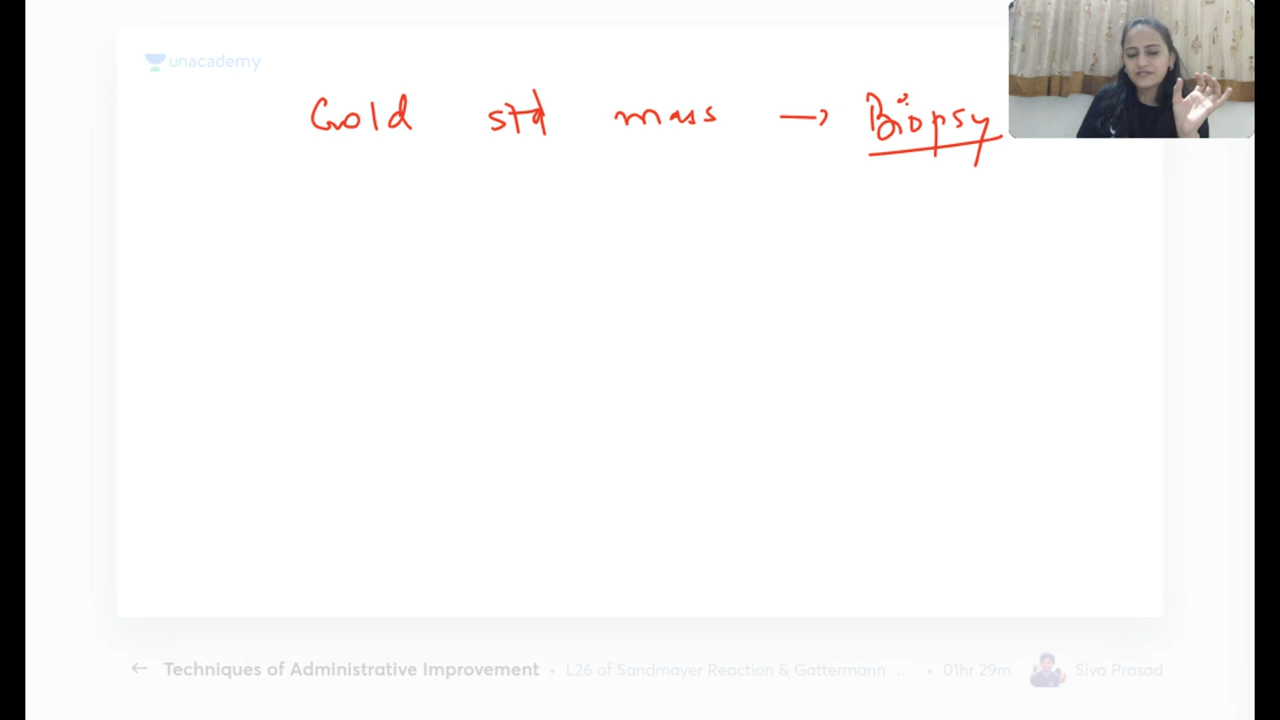 unacademy
Gold std mass → Biopsy
← Techniques of Administrative Improvement • L26 of Sandmayer Reaction & Gattermann ... • 01hr 29m Siva Prasad